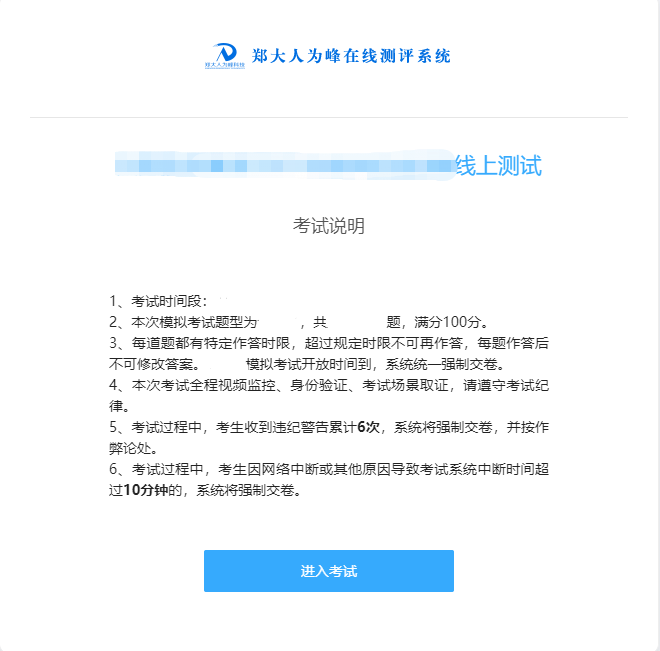 郑大人为峰科技
郑大人为峰在线测评系统
线上测试
考试说明
1、考试时间段：
2、本次模拟考试题型为 ，共 题，满分100分。
3、每道题都有特定作答时限，超过规定时限不可再作答，每题作答后
不可修改答案。 模拟考试开放时间到，系统统一强制交卷。
4、本次考试全程视频监控、身份验证、考试场景取证，请遵守考试纪
律。
5、考试过程中，考生收到违纪警告累计6次，系统将强制交卷，并按作
弊论处。
6、考试过程中，考生因网络中断或其他原因导致考试系统中断时间超
过10分钟的，系统将强制交卷。
进入考试